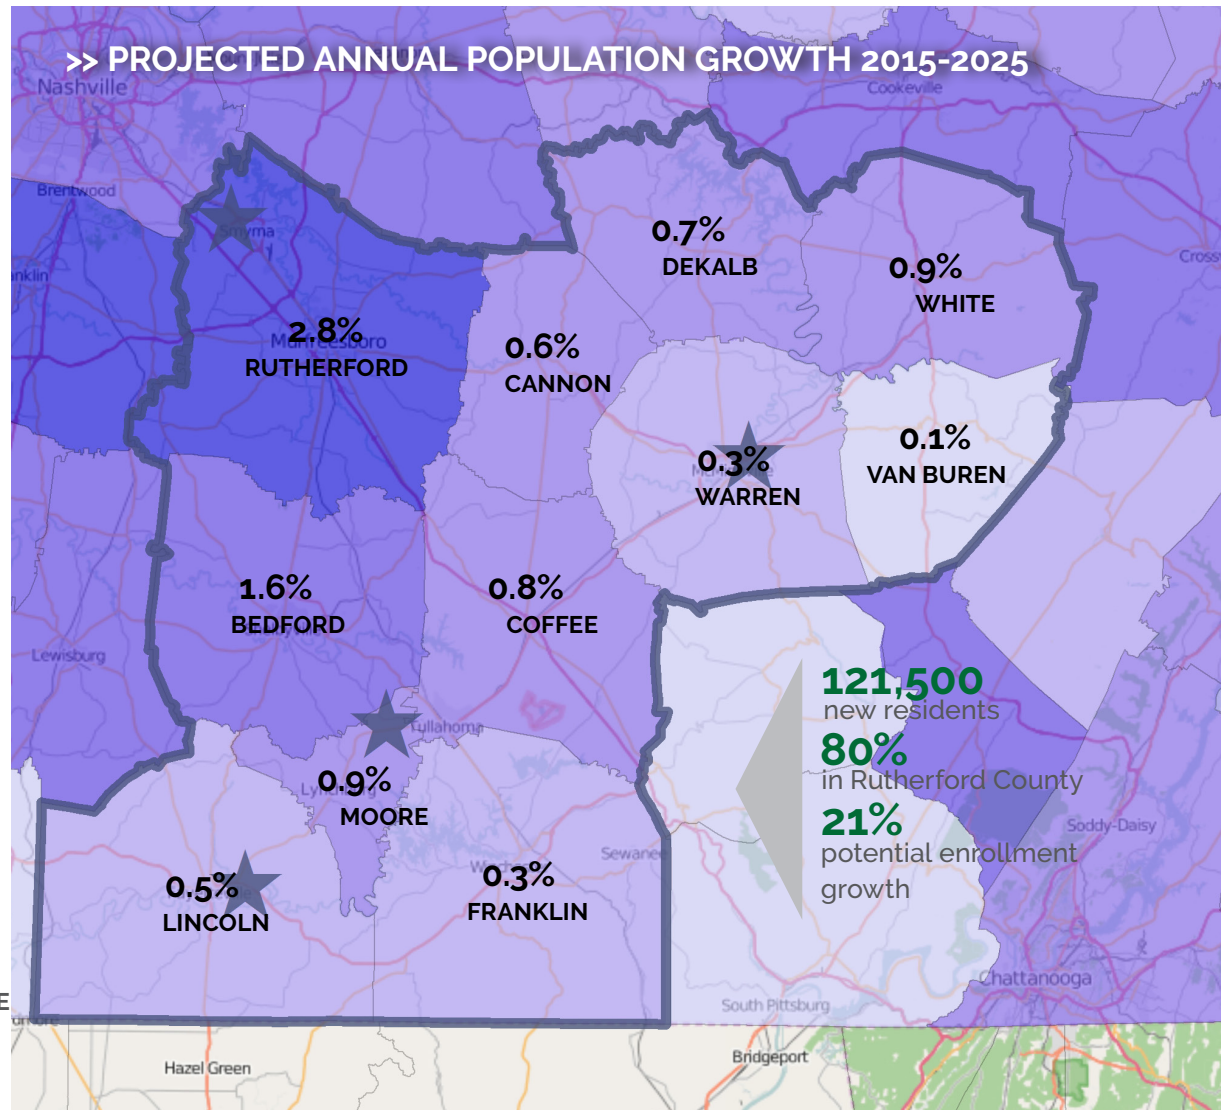 >> PROJECTED ANNUAL POPULATION GROWTH 2015-2025
Nashville
Cookeville
Brentwood
Smyrna
0.7%
DEKALB
0.9%
WHITE
2.8%
Murfreesboro
RUTHERFORD
0.6%
CANNON
0.1%
VAN BUREN
0.3%
WARREN
1.6%
BEDFORD
0.8%
COFFEE
Lewisburg
121,500
new residents
80%
in Rutherford County
21%
potential enrollment
growth
Tullahoma
0.9%
MOORE
Soddy-Daisy
Sewanee
0.5%
LINCOLN
0.3%
FRANKLIN
Chattanooga
South Pittsburg
E
Hazel Green
Bridgeport